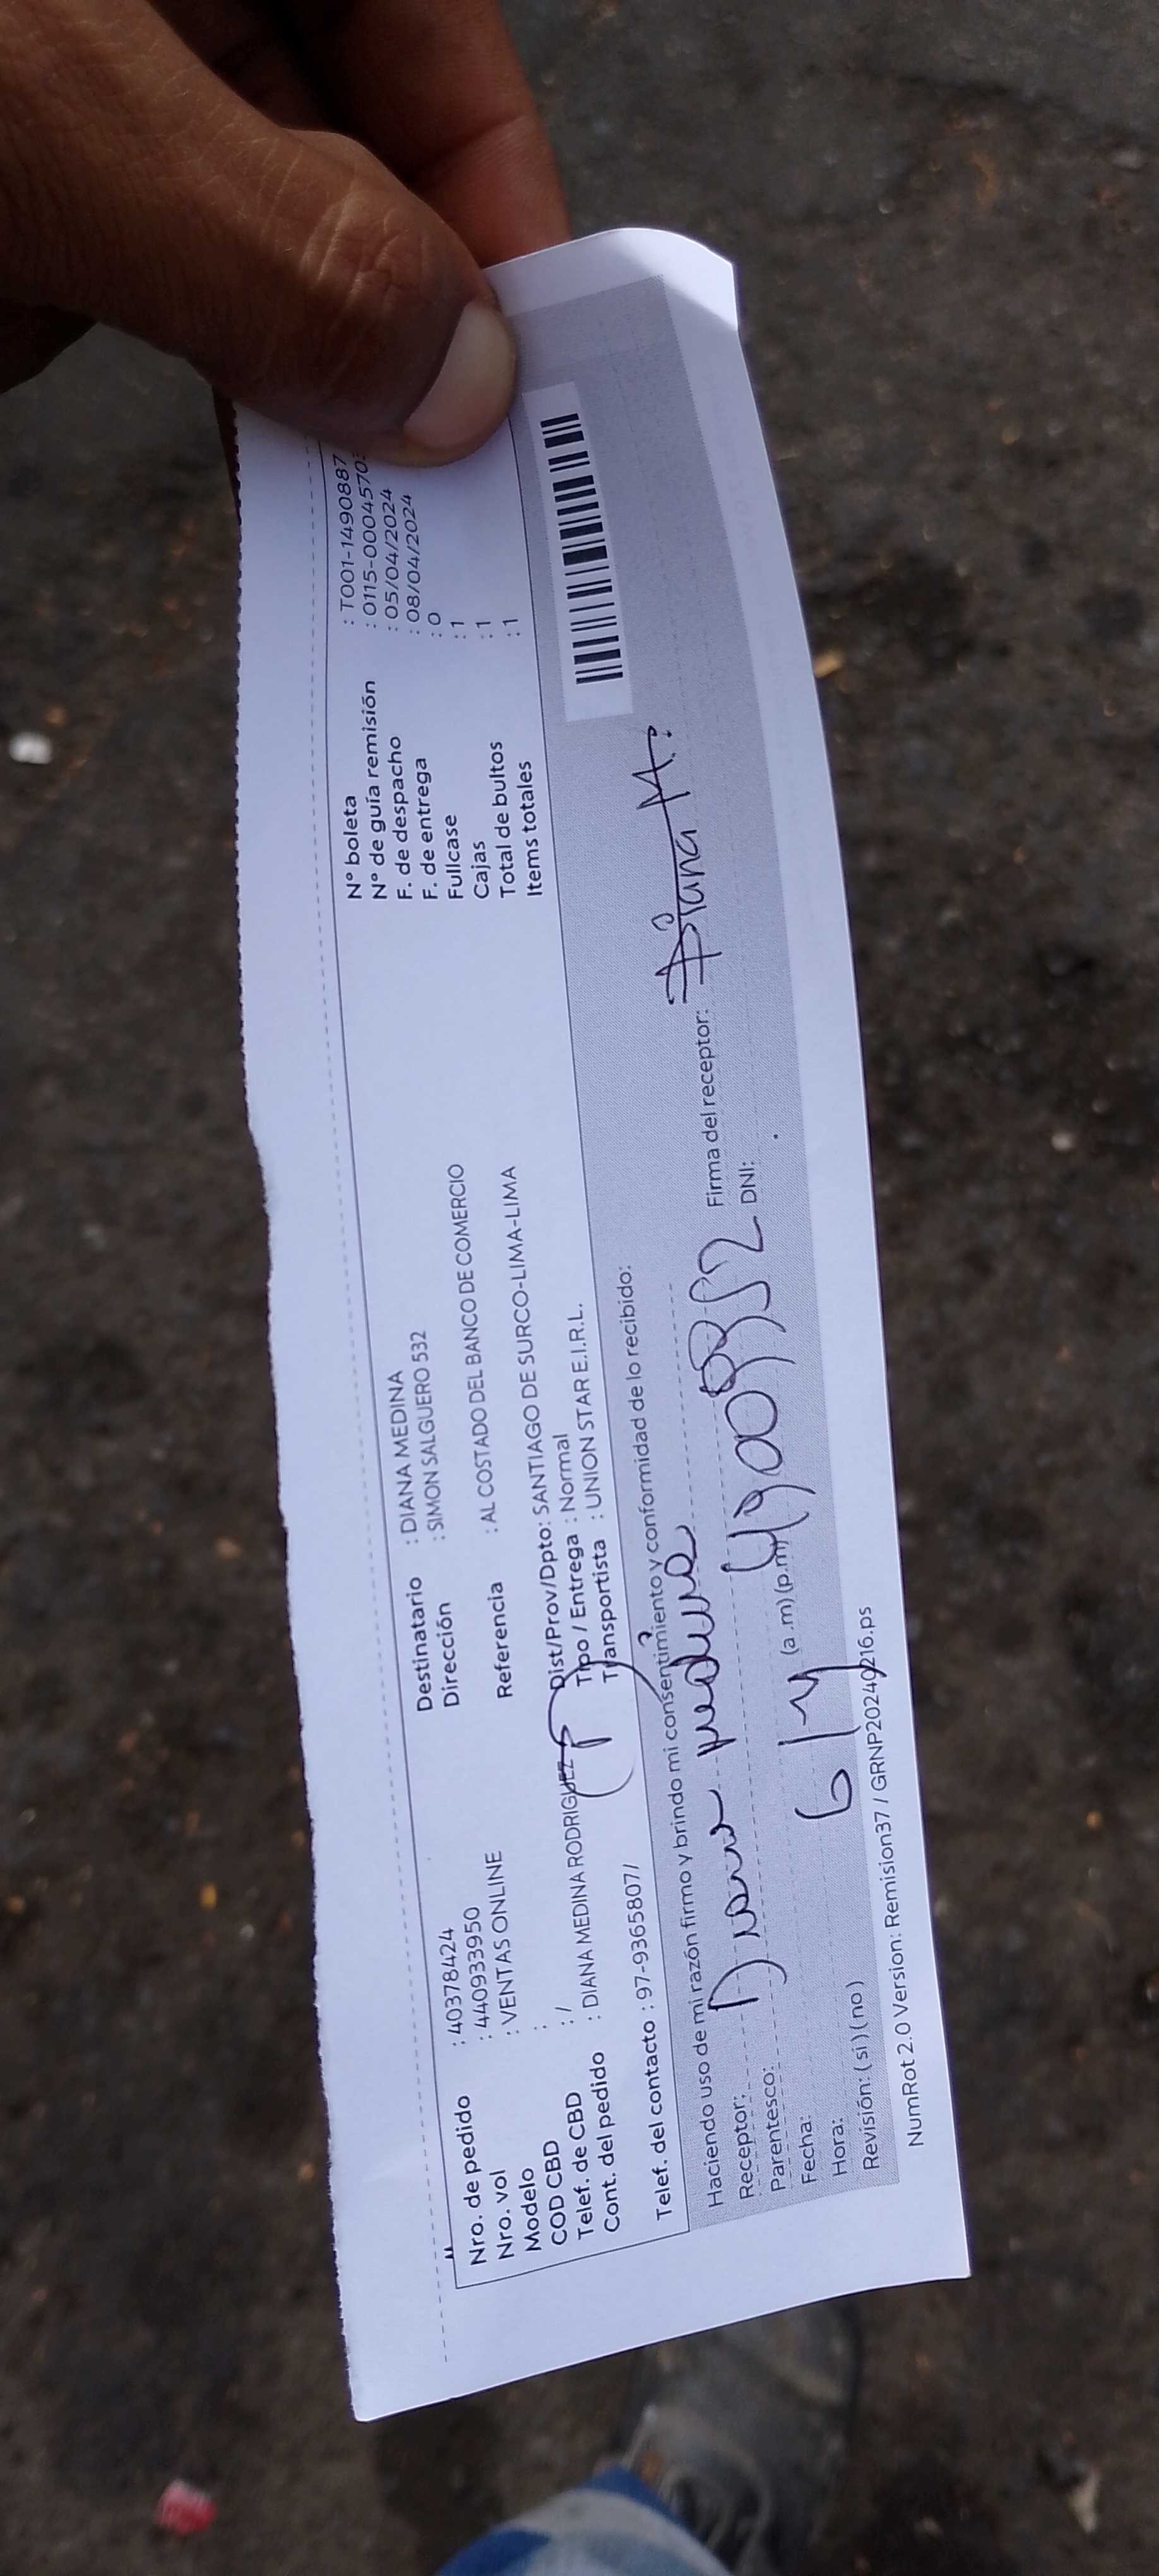 Nro. de pedido : 40378424
Nro. vol : 440933950
Modelo : VENTAS ONLINE
COD CBD :
Telef. de CBD : /
Cont. del pedido : DIANA MEDINA RODRIGUEZ
Telef. del contacto : 97-9365807/
Destinatario : DIANA MEDINA
Dirección : SIMON SALGUERO 532
Referencia : AL COSTADO DEL BANCO DE COMERCIO
Dist/Prov/Dpto: SANTIAGO DE SURCO-LIMA-LIMA
Tipo / Entrega : Normal
Transportista : UNION STAR E.I.R.L.
N° boleta : T001-1490887
N° de guía remisión : 0115-0004570
F. de despacho : 05/04/2024
F. de entrega : 08/04/2024
Fullcase : 0
Cajas : 1
Total de bultos : 1
Items totales : 1
Haciendo uso de mi razón firmo y brindo mi consentimiento y conformidad de lo recibido:
Receptor: medina
Parentesco:
Fecha:
Hora: (a .m) (p.m)
Revisión: ( si ) ( no )
Firma del receptor: Diana M.
DNI:
NumRot 2.0 Version: Remision37 / GRNP20240216.ps